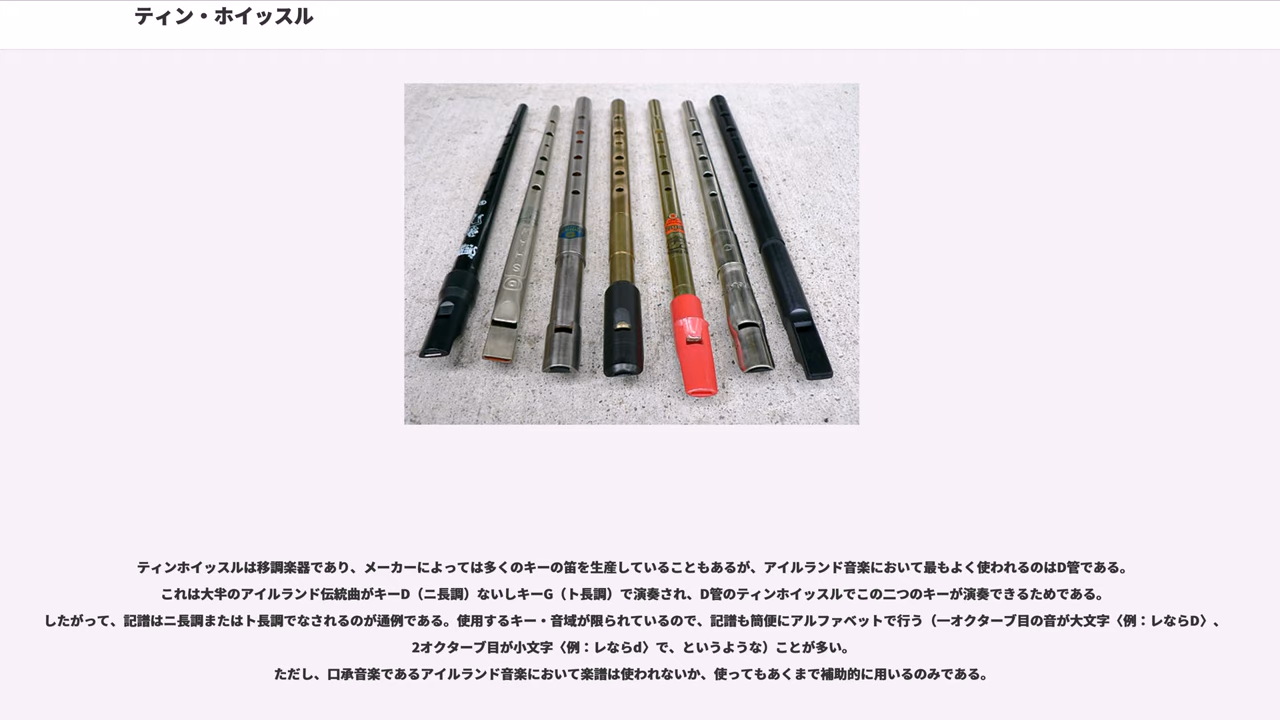 ティン・ホイッスル
ティンホイッスルは移調楽器であり、メーカーによっては多くのキーの笛を生産していることもあるが、アイルランド音楽において最もよく使われるのはD管である。
これは大半のアイルランド伝統曲がキーD（ニ長調）ないしキーG（ト長調）で演奏され、D管のティンホイッスルでこの二つのキーが演奏できるためである。
したがって、記譜はニ長調またはト長調でなされるのが通例である。使用するキー・音域が限られているので、記譜も簡便にアルファベットで行う（一オクターブ目の音が大文字〈例：レならD〉、
2オクターブ目が小文字〈例：レならd〉で、というような）ことが多い。
ただし、口承音楽であるアイルランド音楽において楽譜は使われないか、使ってもあくまで補助的に用いるのみである。